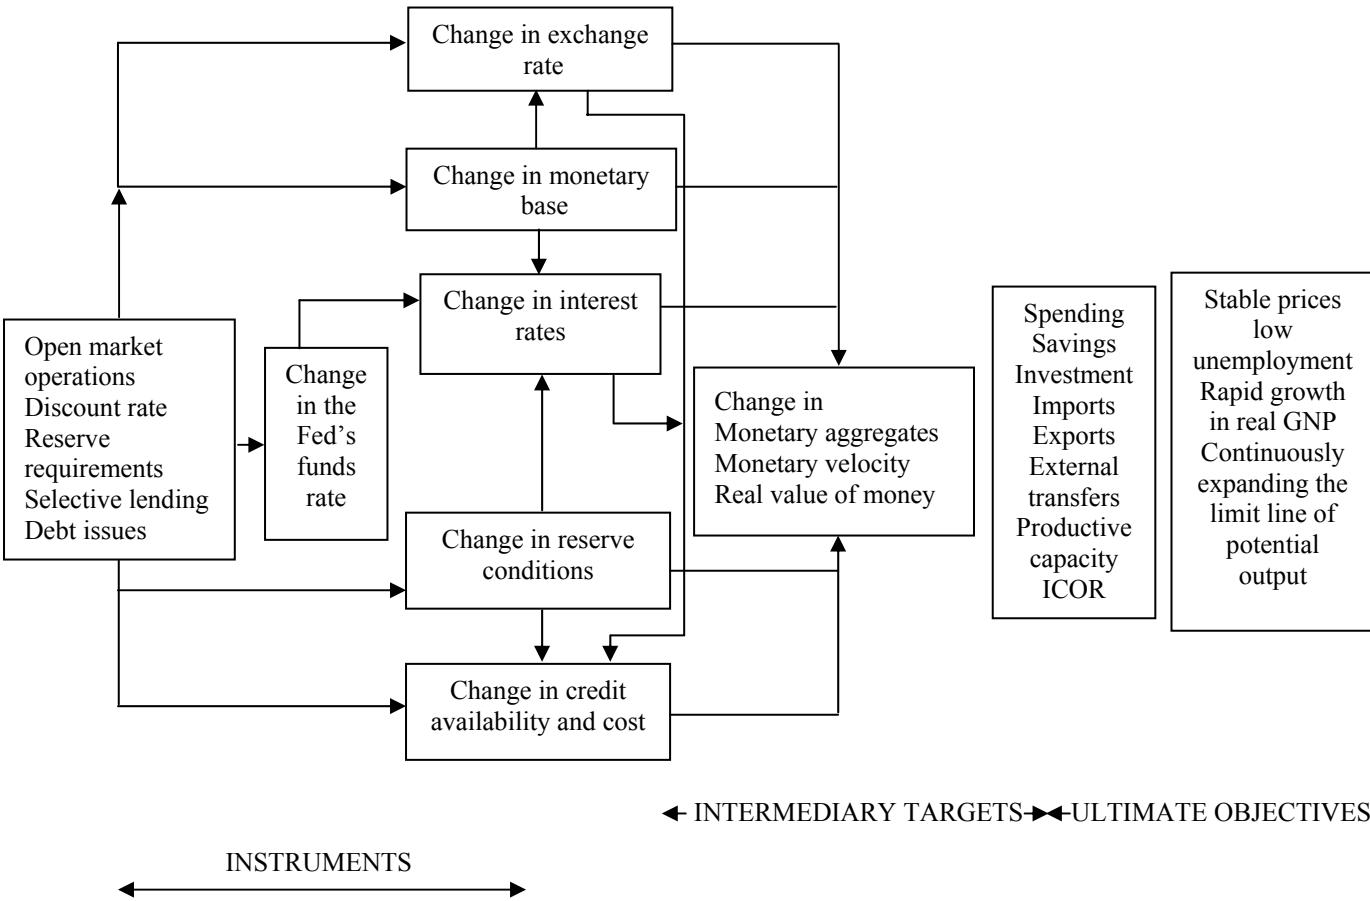 Change in exchange
rate
Change in monetary
base
Change in interest
rates
Open market
operations
Discount rate
Reserve
requirements
Selective lending
Debt issues
Change
in the
Fed's
funds
rate
Change in reserve
conditions
Change in credit
availability and cost
Change in
Monetary aggregates
Monetary velocity
Real value of money
Spending
Savings
Investment
Imports
Exports
External
transfers
Productive
capacity
ICOR
Stable prices
low
unemployment
Rapid growth
in real GNP
Continuously
expanding the
limit line of
potential
output
INTERMEDIARY TARGETS
ULTIMATE OBJECTIVES
INSTRUMENTS